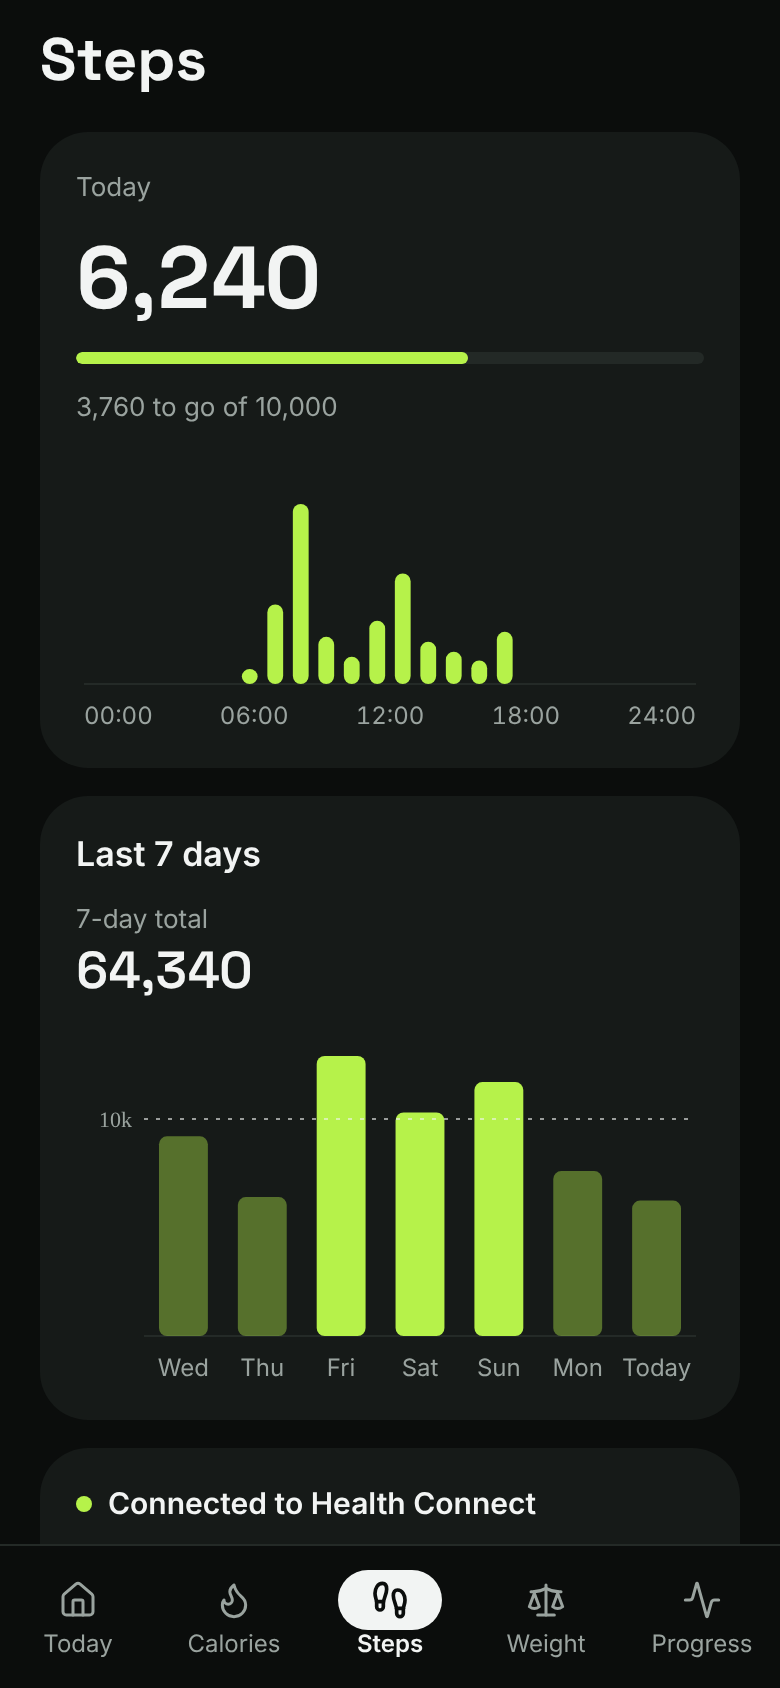 Steps
Today
6,240
3,760 to go of 10,000
00:00 06:00 12:00 18:00 24:00
Last 7 days
7-day total
64,340
10k
Wed Thu Fri Sat Sun Mon Today
Connected to Health Connect
Today Calories Steps Weight Progress